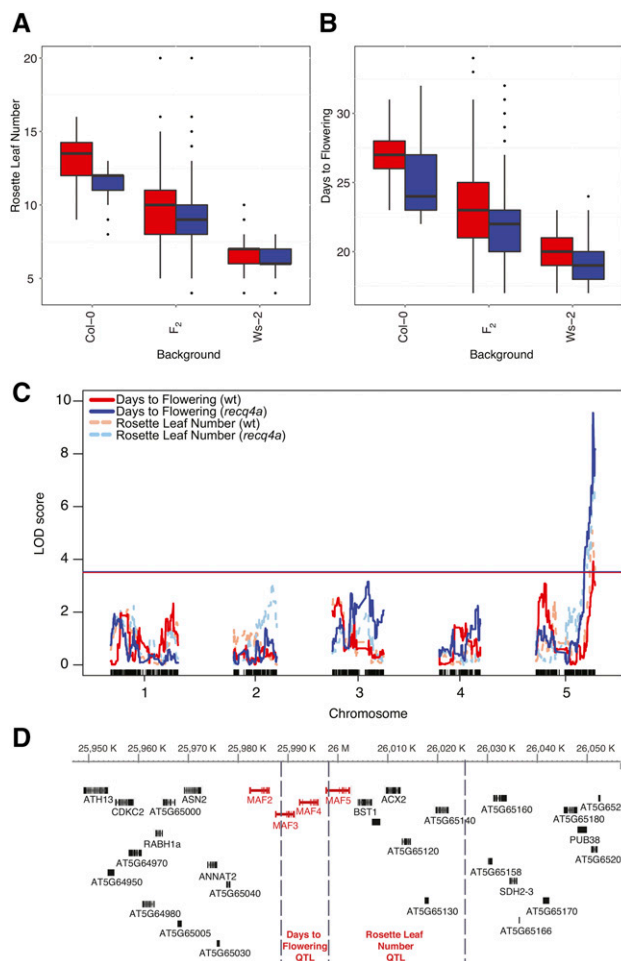 A
Rosette Leaf Number
20
15
10
5
Col-0
F2
Ws-2
Background
B
Days to Flowering
30
25
20
Col-0
F2
Ws-2
Background
C
Days to Flowering (wt)
Days to Flowering (recq4a)
Rosette Leaf Number (wt)
Rosette Leaf Number (recq4a)
LOD score
10
8
6
4
2
0
1 2 3 4 5
Chromosome
D
25,950 K 25,960 K 25,970 K 25,980 K 25,990 K 26 M 26,010 K 26,020 K 26,030 K 26,040 K 26,050 K
ATH13 ASN2 MAF2 MAF5 ACX2 AT5G65160 AT5G652
CDKC2 AT5G65000 MAF4 BST1 AT5G65140 AT5G65180
MAF3
RABH1a AT5G65120 PUB38
AT5G64970 AT5G65158 AT5G6520
AT5G64950 ANNAT2 SDH2-3
AT5G65040
AT5G64980 AT5G65130 AT5G65170
AT5G65005 AT5G65166
AT5G65030
Days to
Flowering
QTL
Rosette Leaf
Number
QTL